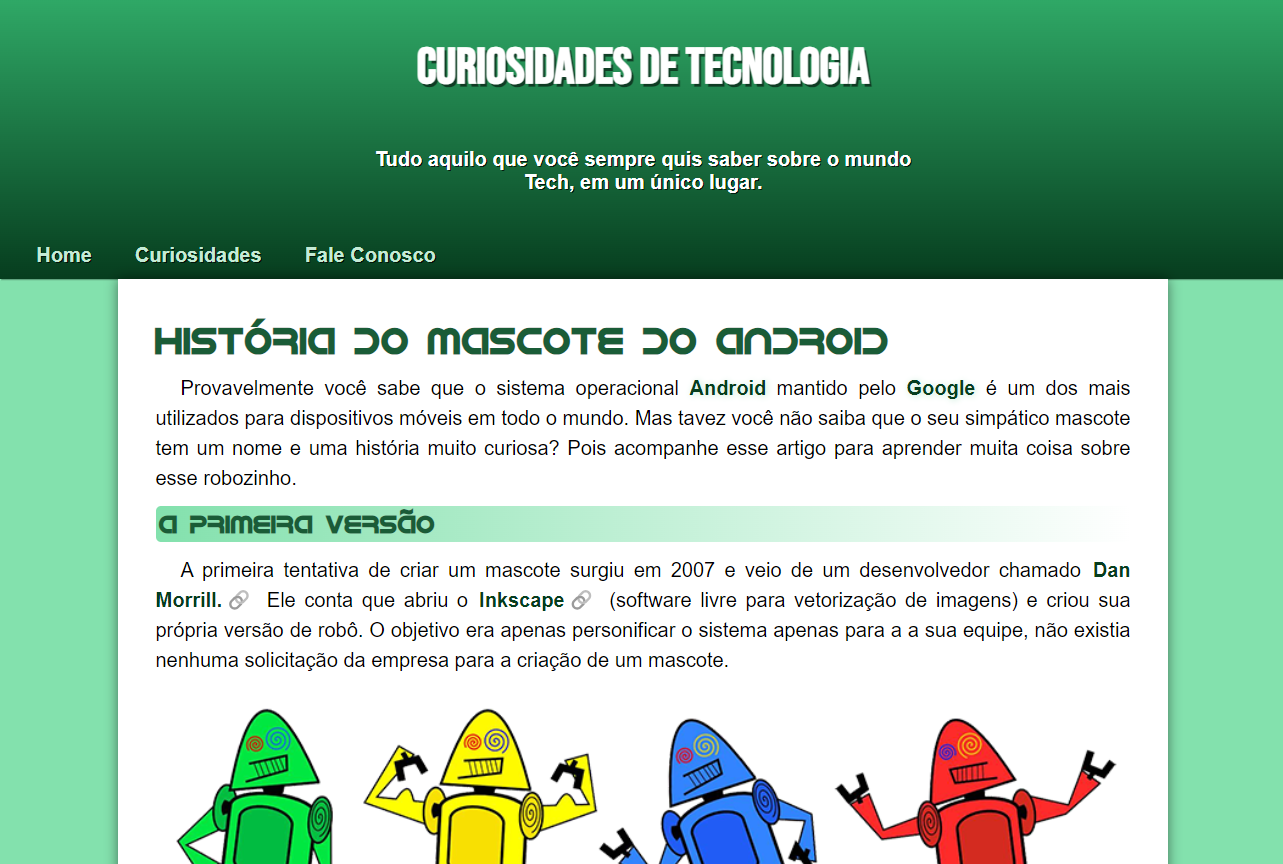 CURIOSIDADES DE TECNOLOGIA
Tudo aquilo que você sempre quis saber sobre o mundo
Tech, em um único lugar.
Home Curiosidades Fale Conosco
HISTÓRIA DO MASCOTE DO ANDROID
Provavelmente você sabe que o sistema operacional Android mantido pelo Google é um dos mais
utilizados para dispositivos móveis em todo o mundo. Mas tavez você não saiba que o seu simpático mascote
tem um nome e uma história muito curiosa? Pois acompanhe esse artigo para aprender muita coisa sobre
esse robozinho.
A PRIMEIRA VERSÃO
A primeira tentativa de criar um mascote surgiu em 2007 e veio de um desenvolvedor chamado Dan
Morrill. Ele conta que abriu o Inkscape (software livre para vetorização de imagens) e criou sua
própria versão de robô. O objetivo era apenas personificar o sistema apenas para a a sua equipe, não existia
nenhuma solicitação da empresa para a criação de um mascote.